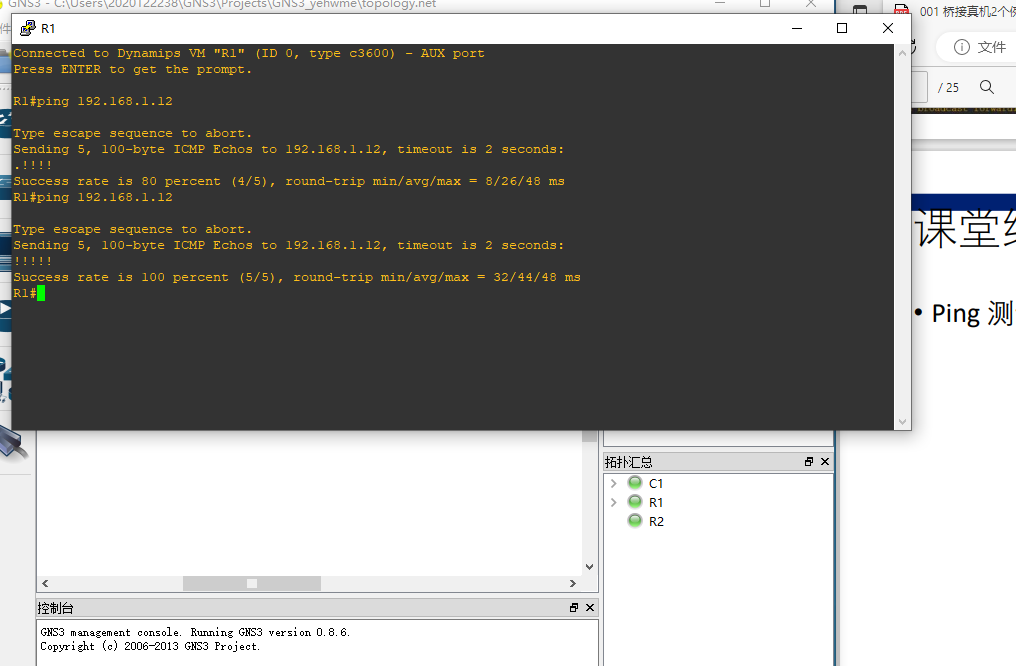 GNS3 - C:\Users\2020122238\GNS3\Projects\GNS3_yehwme\topology.net
001 桥接真机2个
R1
文件
/ 25
Connected to Dynamips VM "R1" (ID 0, type c3600) - AUX port
Press ENTER to get the prompt.
R1#ping 192.168.1.12
Type escape sequence to abort.
Sending 5, 100-byte ICMP Echos to 192.168.1.12, timeout is 2 seconds:
.!!!!
Success rate is 80 percent (4/5), round-trip min/avg/max = 8/26/48 ms
R1#ping 192.168.1.12
Type escape sequence to abort.
Sending 5, 100-byte ICMP Echos to 192.168.1.12, timeout is 2 seconds:
!!!!!
Success rate is 100 percent (5/5), round-trip min/avg/max = 32/44/48 ms
R1#
课堂
• Ping 测
拓扑汇总
C1
R1
R2
控制台
GNS3 management console. Running GNS3 version 0.8.6.
Copyright (c) 2006-2013 GNS3 Project.